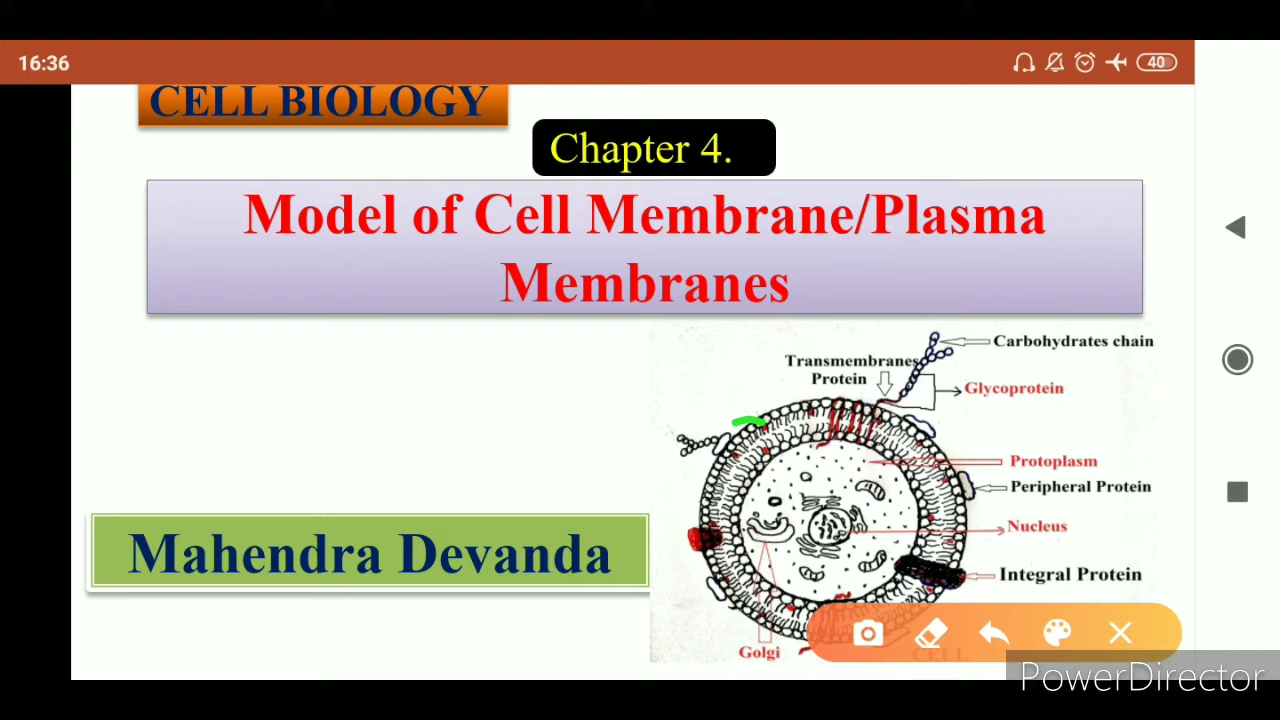 16:36
40
CELL BIOLOGY
Chapter 4.
Model of Cell Membrane/Plasma
Membranes
Carbohydrates chain
Transmembranes
Protein
Glycoprotein
Protoplasm
Peripheral Protein
Nucleus
Mahendra Devanda
Integral Protein
Golgi
CELL
PowerDirector